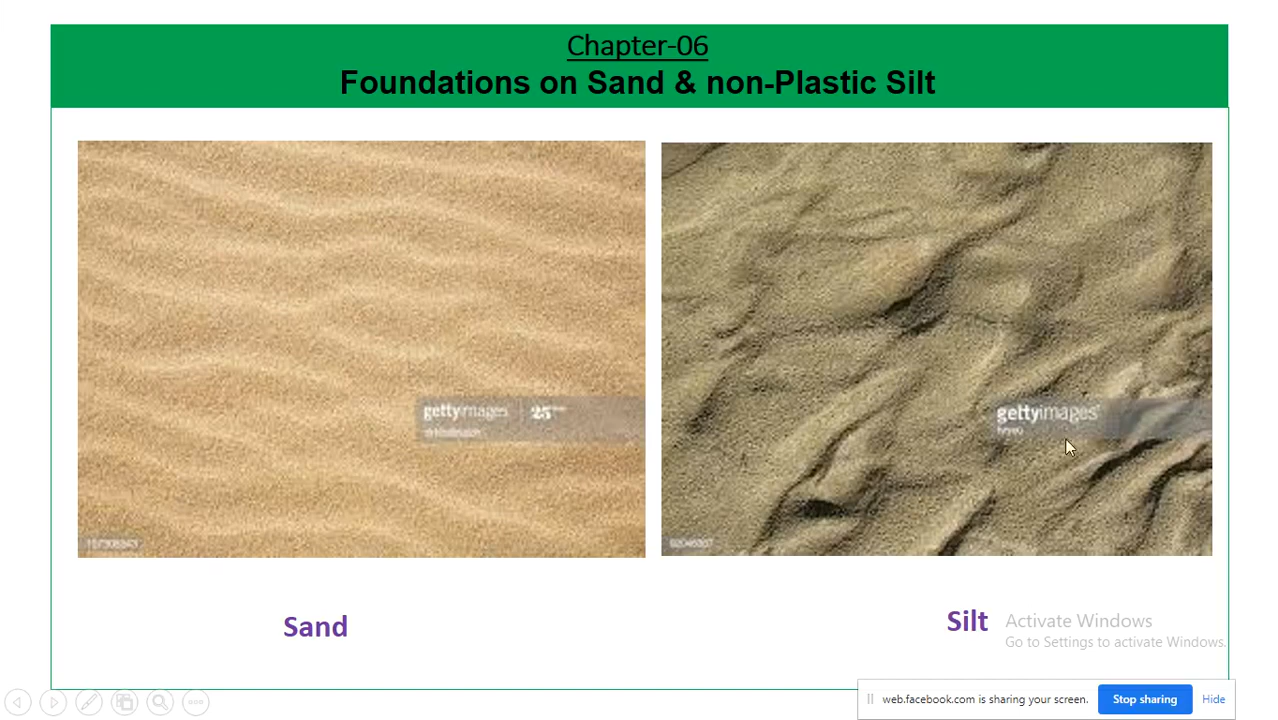 Chapter-06
Foundations on Sand & non-Plastic Silt
gettyimages
25
gettyimages
Sand
Silt
Activate Windows
Go to Settings to activate Windows.
web.facebook.com is sharing your screen.
Stop sharing
Hide